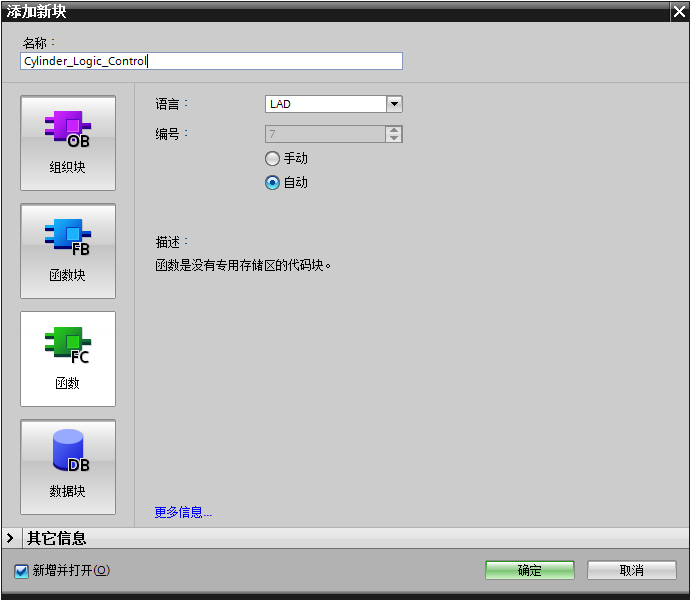 添加新块
名称：
Cylinder_Logic_Control
OB
组织块
FB
函数块
FC
函数
DB
数据块
语言：
LAD
编号：
7
手动
自动
描述：
函数是没有专用存储区的代码块。
更多信息...
其它信息
新增并打开(O)
确定
取消